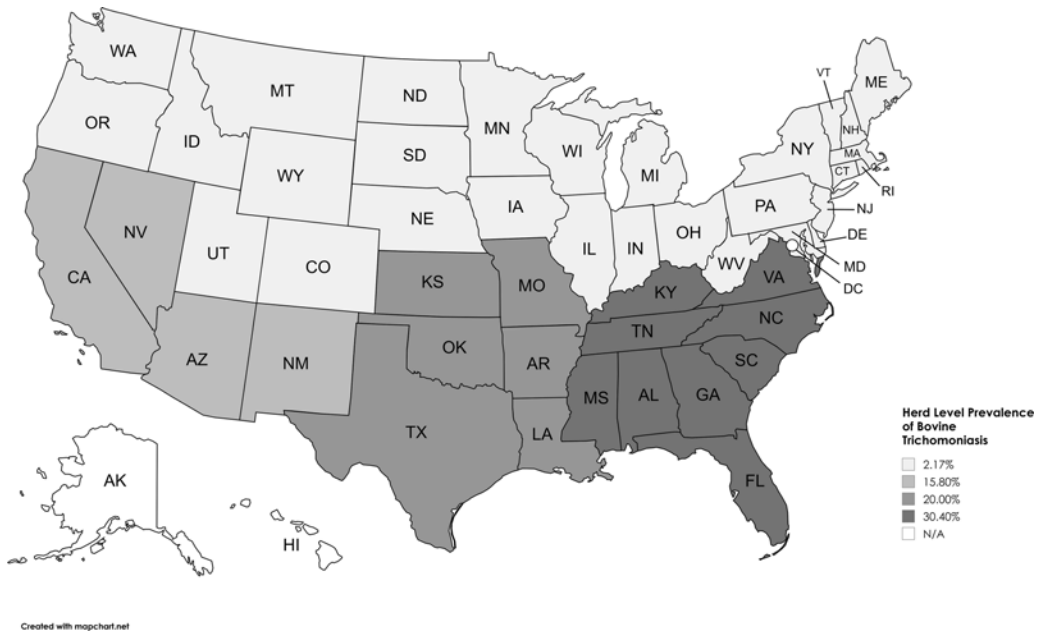 WA
MT
ND
MN
VT
ME
OR
ID
SD
WI
NY
NH
MA
WY
MI
CT
RI
IA
PA
NJ
NE
NV
UT
OH
DE
CO
IL
IN
WV
MD
CA
KS
MO
KY
VA
DC
NC
TN
AZ
NM
OK
AR
SC
MS
AL
GA
TX
LA
FL
AK
HI
Herd Level Prevalence
of Bovine
Trichomoniasis
2.17%
15.80%
20.00%
30.40%
N/A
Created with mapchart.net